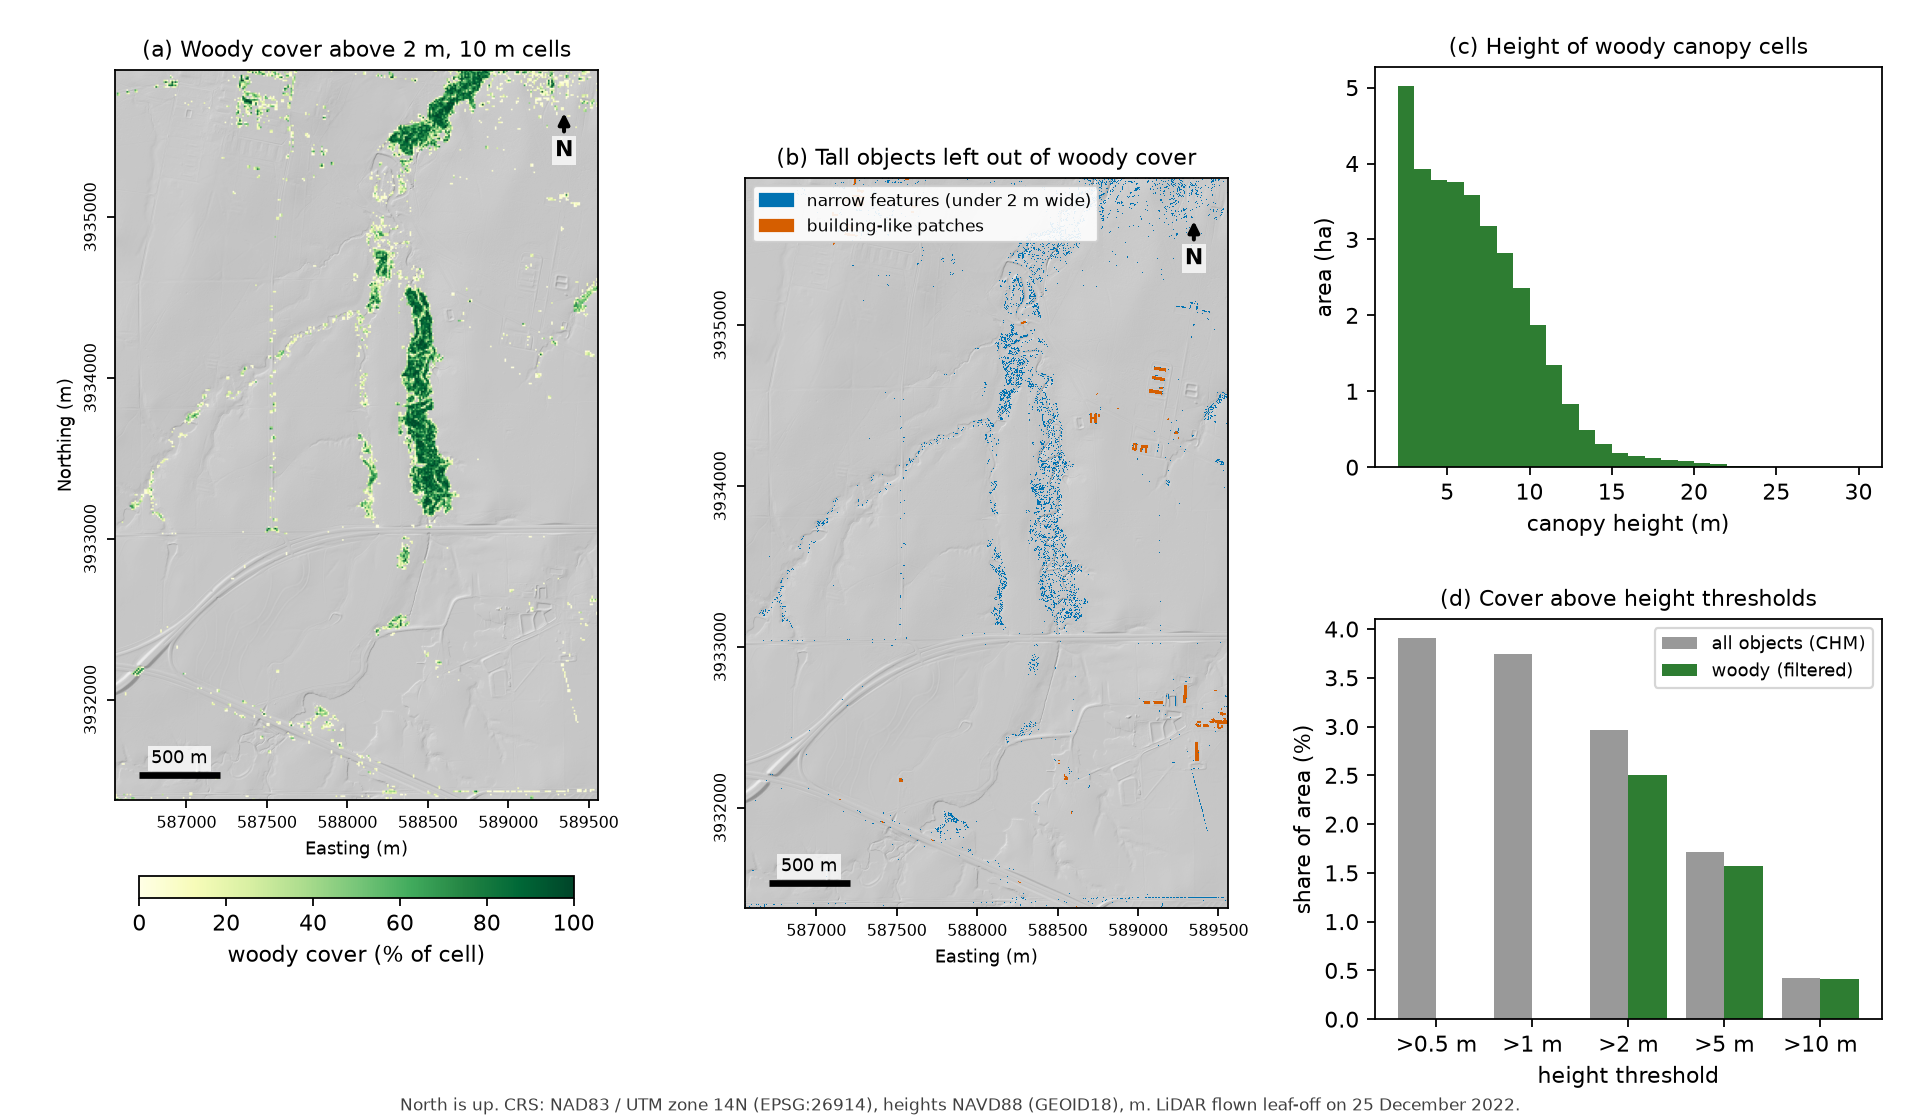 (a) Woody cover above 2 m, 10 m cells
N
3935000
3934000
3933000
3932000
Northing (m)
500 m
587000 587500 588000 588500 589000 589500
Easting (m)
0 20 40 60 80 100
woody cover (% of cell)
(b) Tall objects left out of woody cover
narrow features (under 2 m wide)
building-like patches
N
3935000
3934000
3933000
3932000
500 m
587000 587500 588000 588500 589000 589500
Easting (m)
(c) Height of woody canopy cells
5
4
3
2
1
0
area (ha)
5 10 15 20 25 30
canopy height (m)
(d) Cover above height thresholds
all objects (CHM)
woody (filtered)
4.0
3.5
3.0
2.5
2.0
1.5
1.0
0.5
0.0
share of area (%)
>0.5 m >1 m >2 m >5 m >10 m
height threshold
North is up. CRS: NAD83 / UTM zone 14N (EPSG:26914), heights NAVD88 (GEOID18), m. LiDAR flown leaf-off on 25 December 2022.